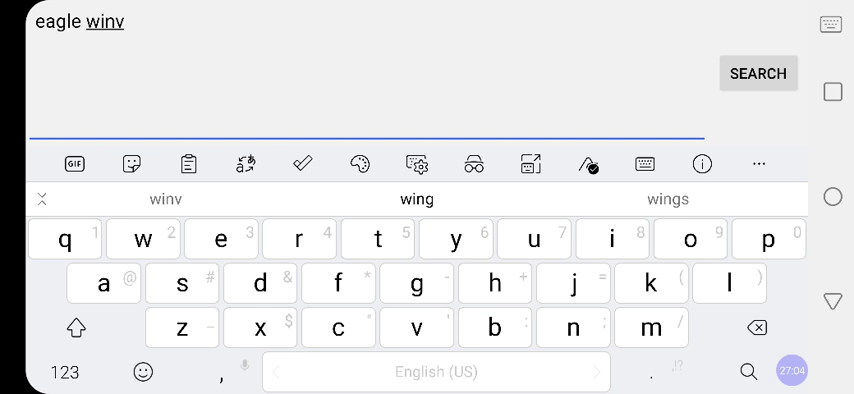 eagle winv
SEARCH
GIF
winv wing wings
q 1 w 2 e 3 r 4 t 5 y 6 u 7 i 8 o 9 p 0
a @ s # d & f * g - h + j = k ( l )
z _ x $ c " v ' b : n ; m /
123 , English (US) . .!? 27:04